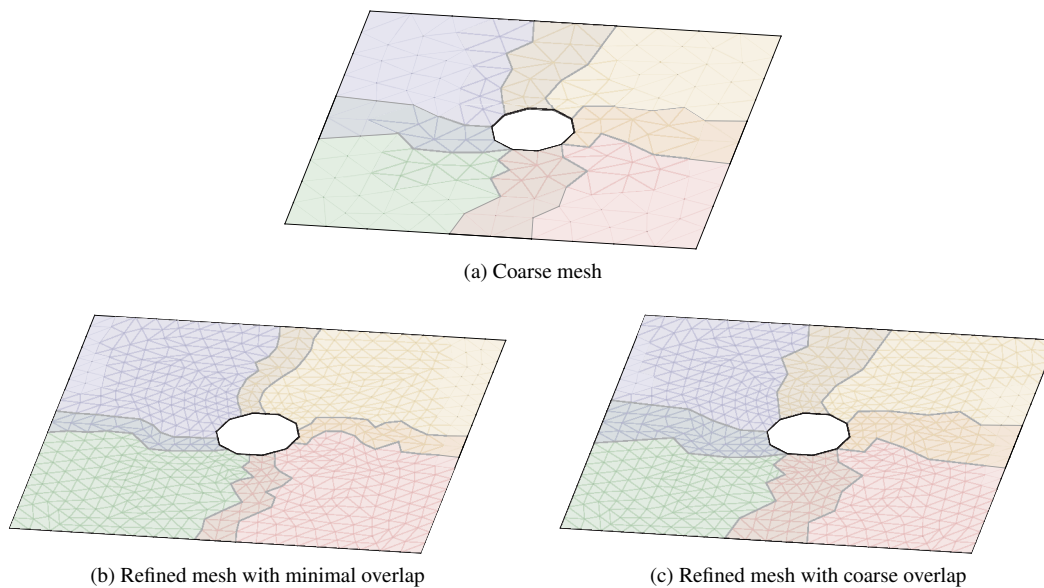 (a) Coarse mesh
(b) Refined mesh with minimal overlap
(c) Refined mesh with coarse overlap